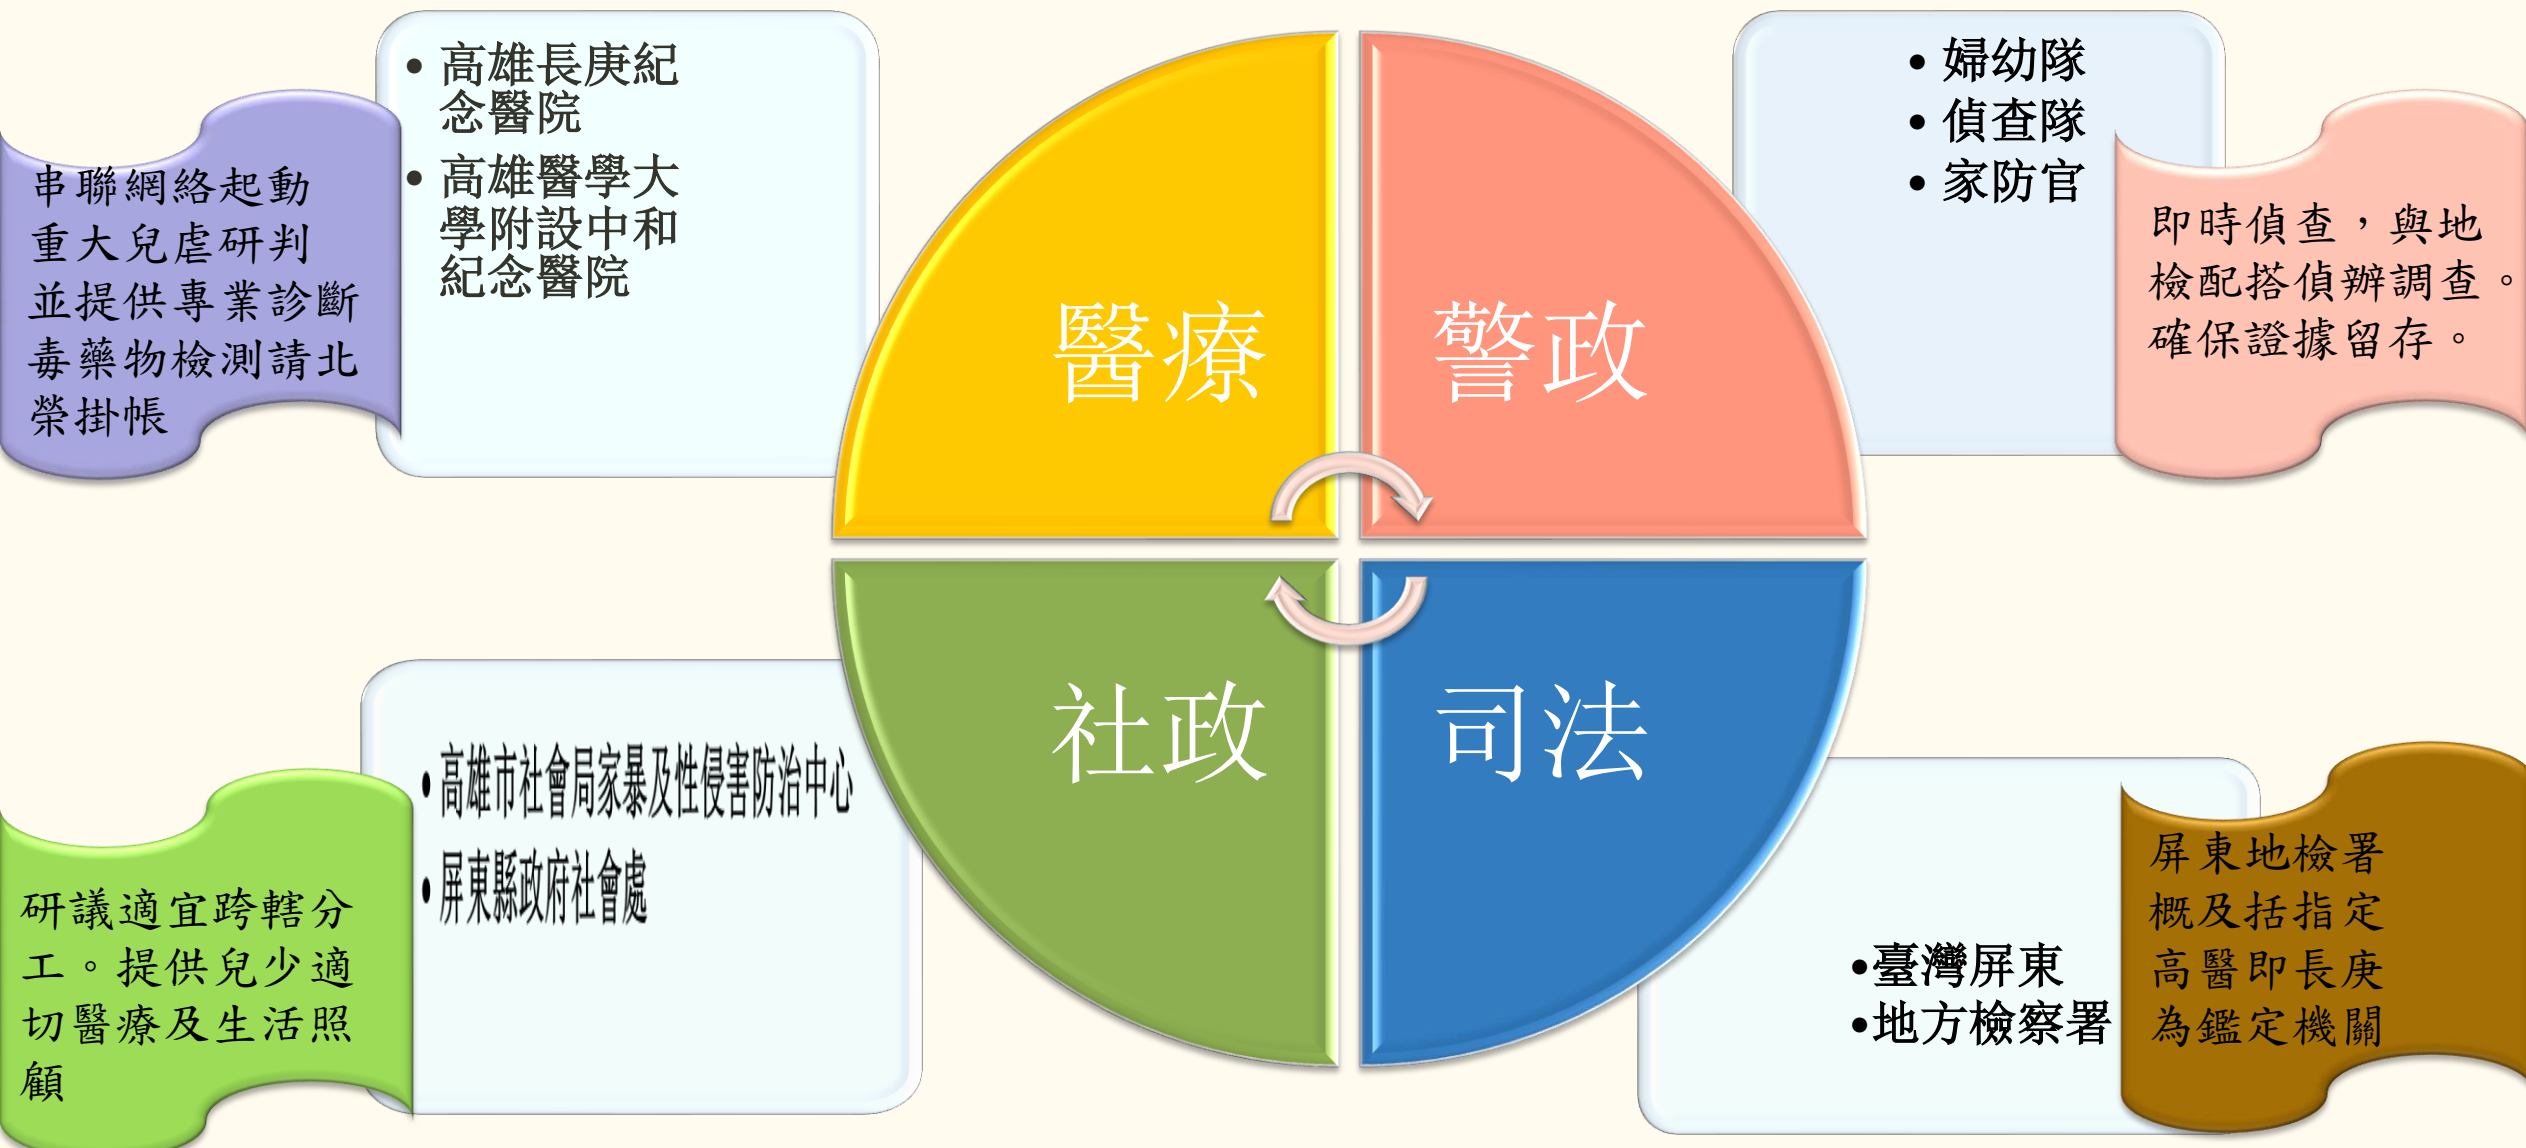 • 高雄長庚紀
念醫院
• 高雄醫學大
學附設中和
紀念醫院
串聯網絡起動
重大兒虐研判
並提供專業診斷
毒藥物檢測請北
榮掛帳
醫療
警政
• 婦幼隊
• 偵查隊
• 家防官
即時偵查，與地
檢配搭偵辦調查。
確保證據留存。
社政
司法
• 高雄市社會局家暴及性侵害防治中心
• 屏東縣政府社會處
研議適宜跨轄分
工。提供兒少適
切醫療及生活照
顧
•臺灣屏東
•地方檢察署
屏東地檢署
概及括指定
高醫即長庚
為鑑定機關